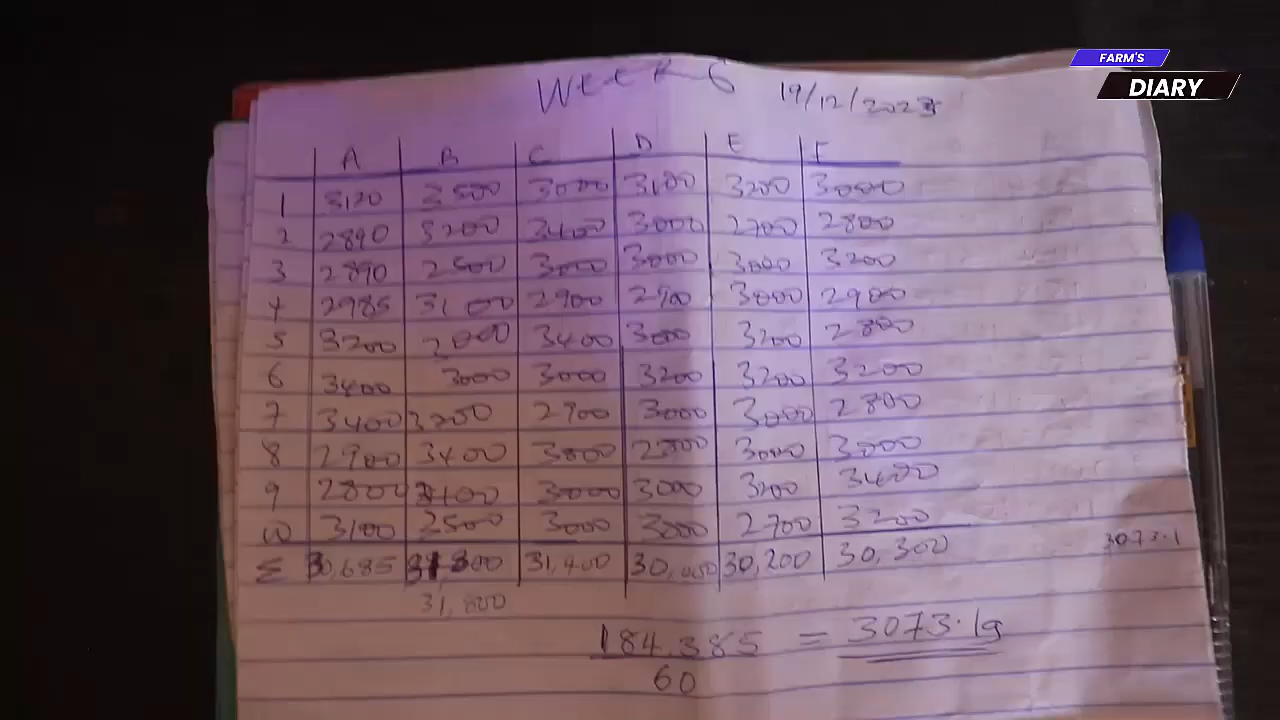 FARM'S
DIARY
WEEK 6 19/12/2023
A B C D E F
1 3120 3500 3000 3100 3200 3000
2 2890 3200 3400 3000 2700 2800
3 2890 2500 3000 3000 3000 3200
4 2985 3100 2900 2900 3000 2900
5 3200 3400 3000 3200 2800
6 3400 3000 3000 3200 3200 3200
7 3400 3200 2900 3000 3000 2800
8 2900 3400 3800 2800 3000 3000
9 2800 3000 3000 3200 3400
10 3100 2500 3000 3000 2700 3200
Σ 30,685 31,400 30,000 30,200 30,300 3073.1
31,800
184,385 = 3073.1g
60